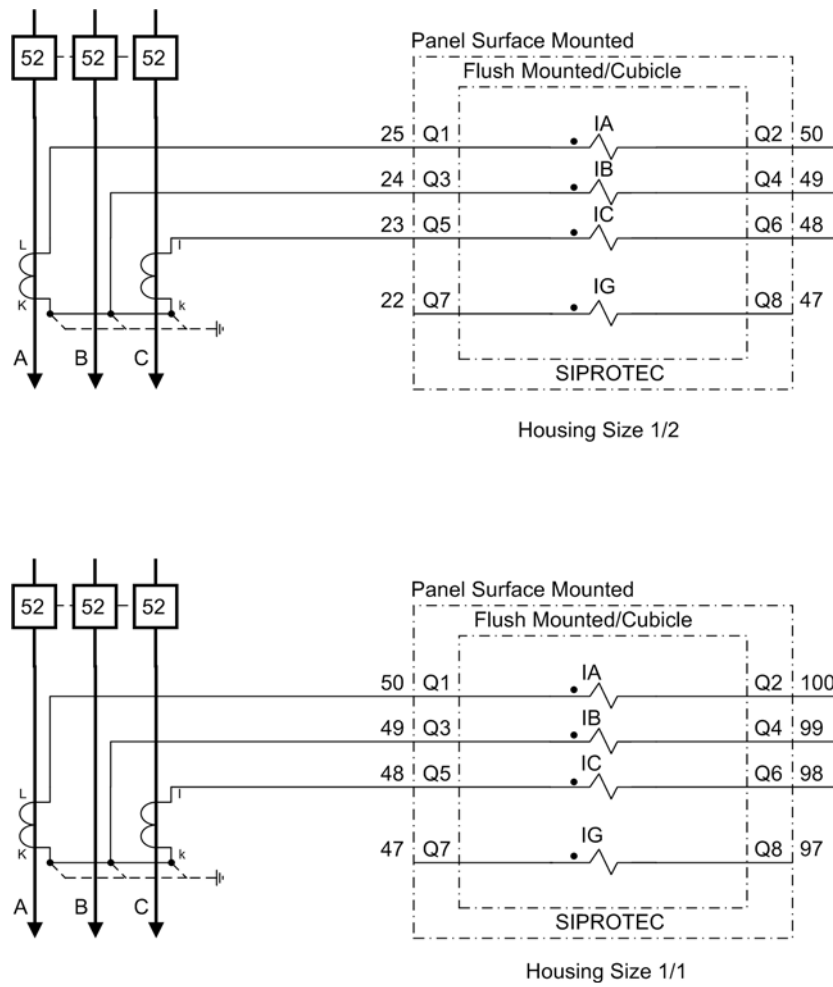 52 52 52
Panel Surface Mounted
Flush Mounted/Cubicle
25 Q1 IA Q2 50
24 Q3 IB Q4 49
23 Q5 IC Q6 48
L l
22 Q7 IG Q8 47
K k
A B C
SIPROTEC
Housing Size 1/2
52 52 52
Panel Surface Mounted
Flush Mounted/Cubicle
50 Q1 IA Q2 100
49 Q3 IB Q4 99
48 Q5 IC Q6 98
L l
47 Q7 IG Q8 97
K k
A B C
SIPROTEC
Housing Size 1/1